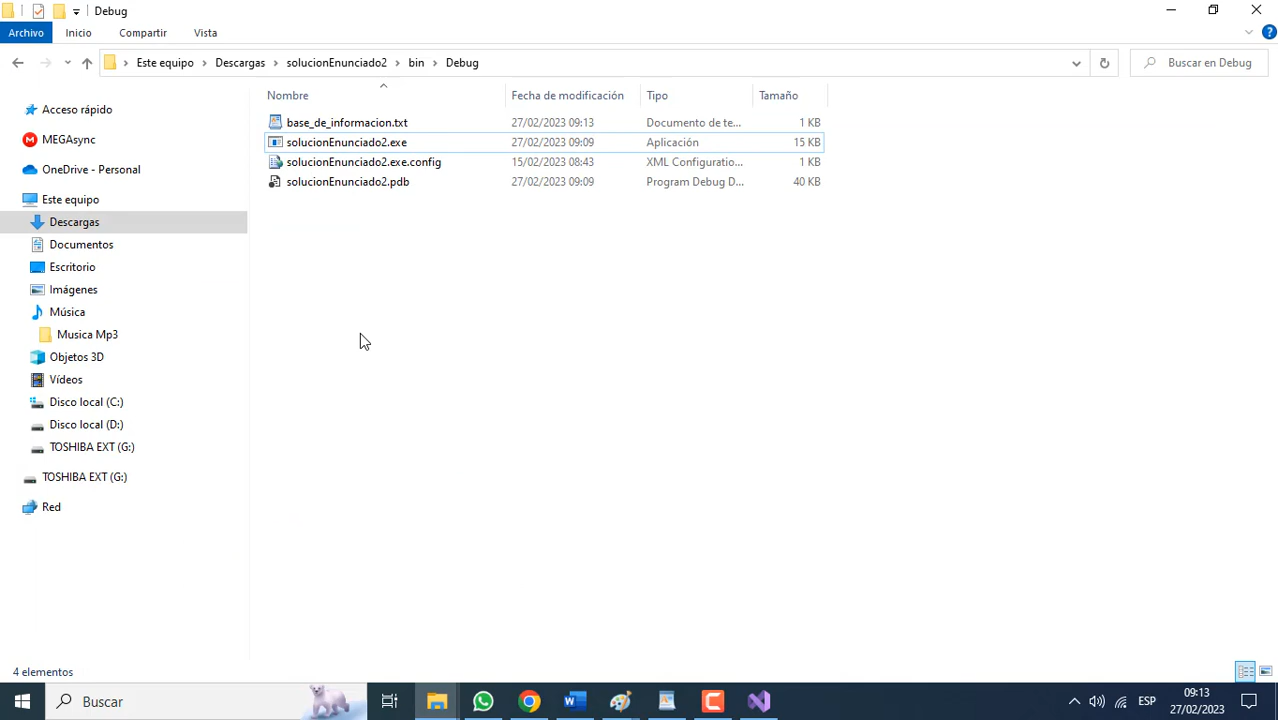 Debug
Archivo Inicio Compartir Vista
Este equipo Descargas solucionEnunciado2 bin Debug Buscar en Debug
Nombre Fecha de modificación Tipo Tamaño
base_de_informacion.txt 27/02/2023 09:13 Documento de te... 1 KB
solucionEnunciado2.exe 27/02/2023 09:09 Aplicación 15 KB
solucionEnunciado2.exe.config 15/02/2023 08:43 XML Configuratio... 1 KB
solucionEnunciado2.pdb 27/02/2023 09:09 Program Debug D... 40 KB
Acceso rápido
MEGAsync
OneDrive - Personal
Este equipo
Descargas
Documentos
Escritorio
Imágenes
Música
Musica Mp3
Objetos 3D
Vídeos
Disco local (C:)
Disco local (D:)
TOSHIBA EXT (G:)
TOSHIBA EXT (G:)
Red
4 elementos
Buscar
ESP
09:13
27/02/2023